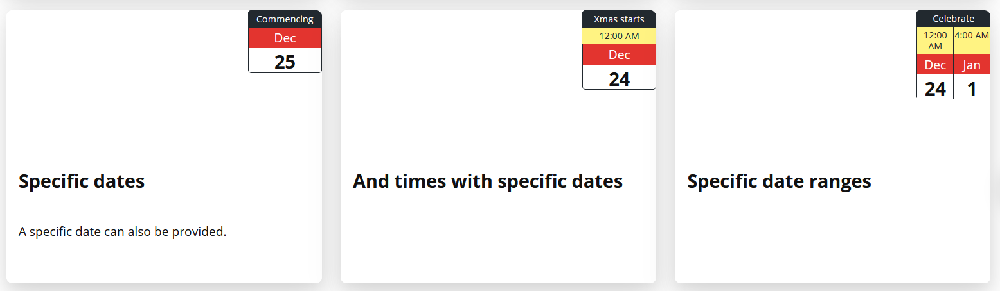 Commencing
Dec
25
Specific dates
A specific date can also be provided.
Xmas starts
12:00 AM
Dec
24
And times with specific dates
Celebrate
12:00 AM 4:00 AM
Dec Jan
24 1
Specific date ranges